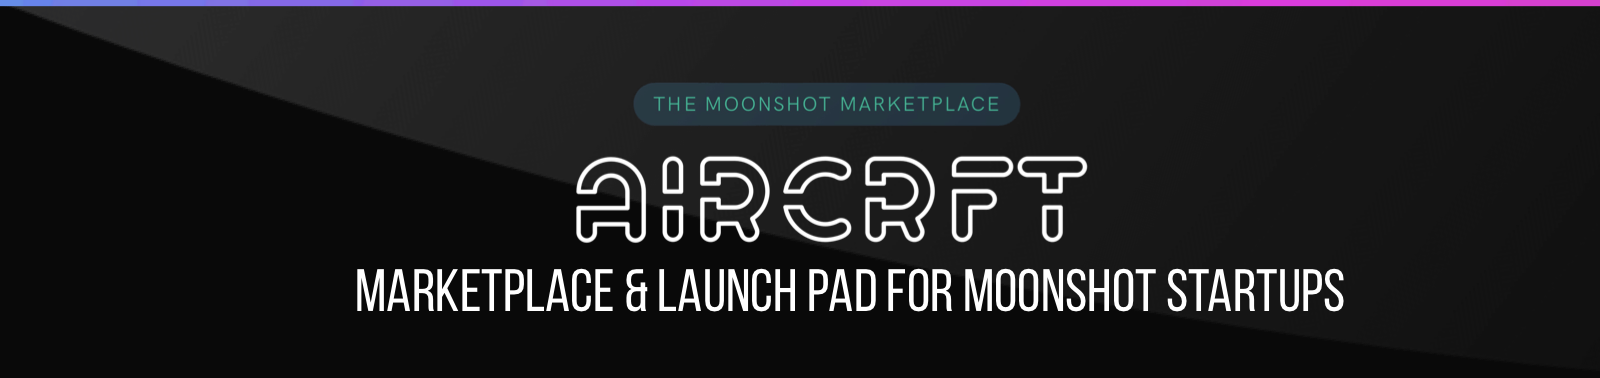 THE MOONSHOT MARKETPLACE
AIRCRFT
MARKETPLACE & LAUNCH PAD FOR MOONSHOT STARTUPS